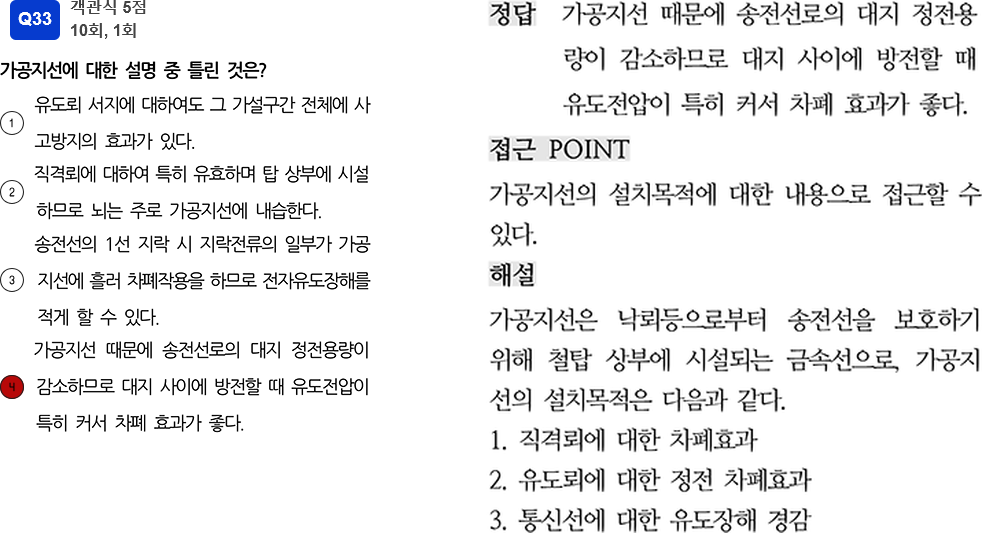 Q33
객관식 5점
10회, 1회
가공지선에 대한 설명 중 틀린 것은?
1 유도뢰 서지에 대하여도 그 가설구간 전체에 사
고방지의 효과가 있다.
2 직격뢰에 대하여 특히 유효하며 탑 상부에 시설
하므로 뇌는 주로 가공지선에 내습한다.
송전선의 1선 지락 시 지락전류의 일부가 가공
3 지선에 흘러 차폐작용을 하므로 전자유도장해를
적게 할 수 있다.
가공지선 때문에 송전선로의 대지 정전용량이
4 감소하므로 대지 사이에 방전할 때 유도전압이
특히 커서 차폐 효과가 좋다.
정답 가공지선 때문에 송전선로의 대지 정전용
량이 감소하므로 대지 사이에 방전할 때
유도전압이 특히 커서 차폐 효과가 좋다.
접근 POINT
가공지선의 설치목적에 대한 내용으로 접근할 수
있다.
해설
가공지선은 낙뢰등으로부터 송전선을 보호하기
위해 철탑 상부에 시설되는 금속선으로, 가공지
선의 설치목적은 다음과 같다.
1. 직격뢰에 대한 차폐효과
2. 유도뢰에 대한 정전 차폐효과
3. 통신선에 대한 유도장해 경감